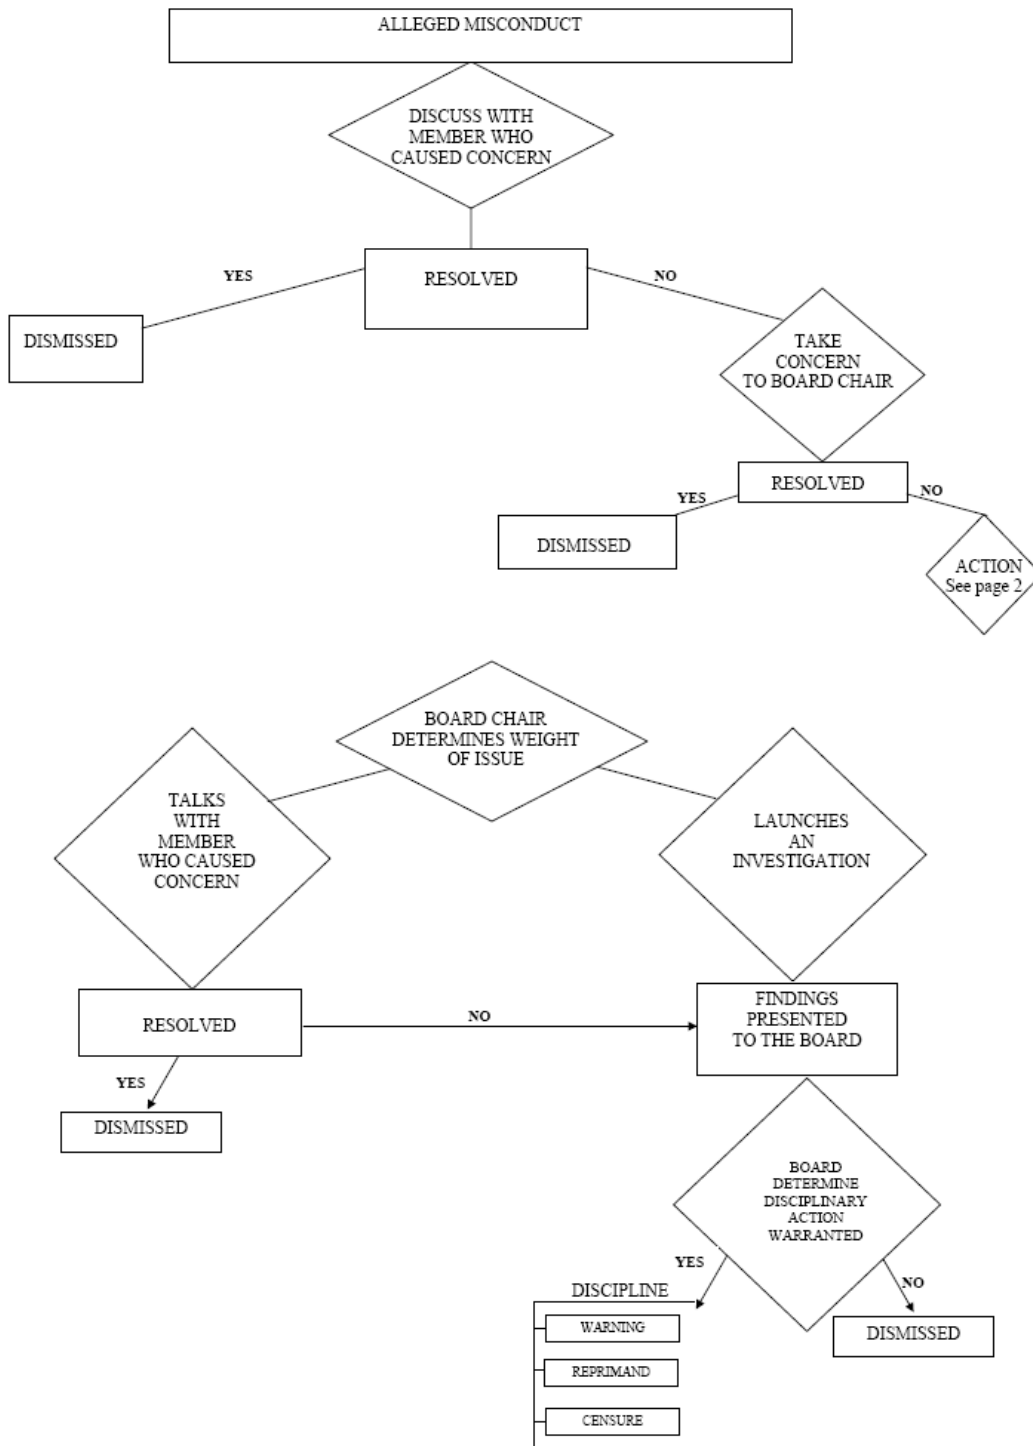 ALLEGED MISCONDUCT
DISCUSS WITH
MEMBER WHO
CAUSED CONCERN
YES
RESOLVED
NO
DISMISSED
TAKE
CONCERN
TO BOARD CHAIR
RESOLVED
YES
NO
DISMISSED
ACTION
See page 2
BOARD CHAIR
DETERMINES WEIGHT
OF ISSUE
TALKS
WITH
MEMBER
WHO CAUSED
CONCERN
LAUNCHES
AN
INVESTIGATION
RESOLVED
NO
FINDINGS
PRESENTED
TO THE BOARD
YES
DISMISSED
BOARD
DETERMINE
DISCIPLINARY
ACTION
WARRANTED
YES
NO
DISCIPLINE
WARNING
DISMISSED
REPRIMAND
CENSURE